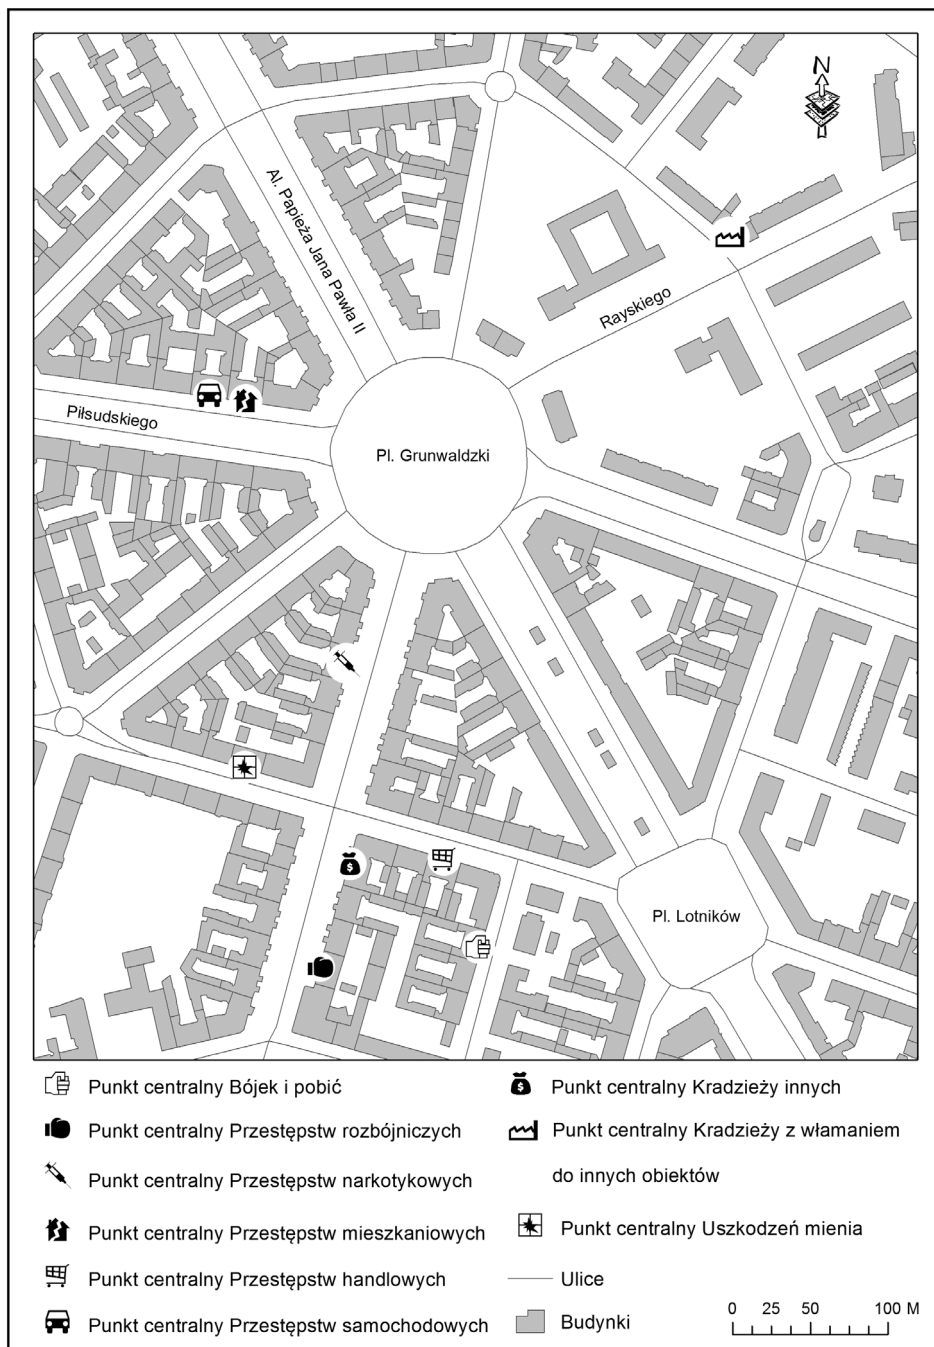 N
Al. Papieża Jana Pawła II
Rayskiego
Piłsudskiego
Pl. Grunwaldzki
Pl. Lotników
Punkt centralny Bójek i pobić
Punkt centralny Przestępstw rozbójniczych
Punkt centralny Przestępstw narkotykowych
Punkt centralny Przestępstw mieszkaniowych
Punkt centralny Przestępstw handlowych
Punkt centralny Przestępstw samochodowych
Punkt centralny Kradzieży innych
Punkt centralny Kradzieży z włamaniem
do innych obiektów
Punkt centralny Uszkodzeń mienia
Ulice
Budynki
0 25 50 100 M